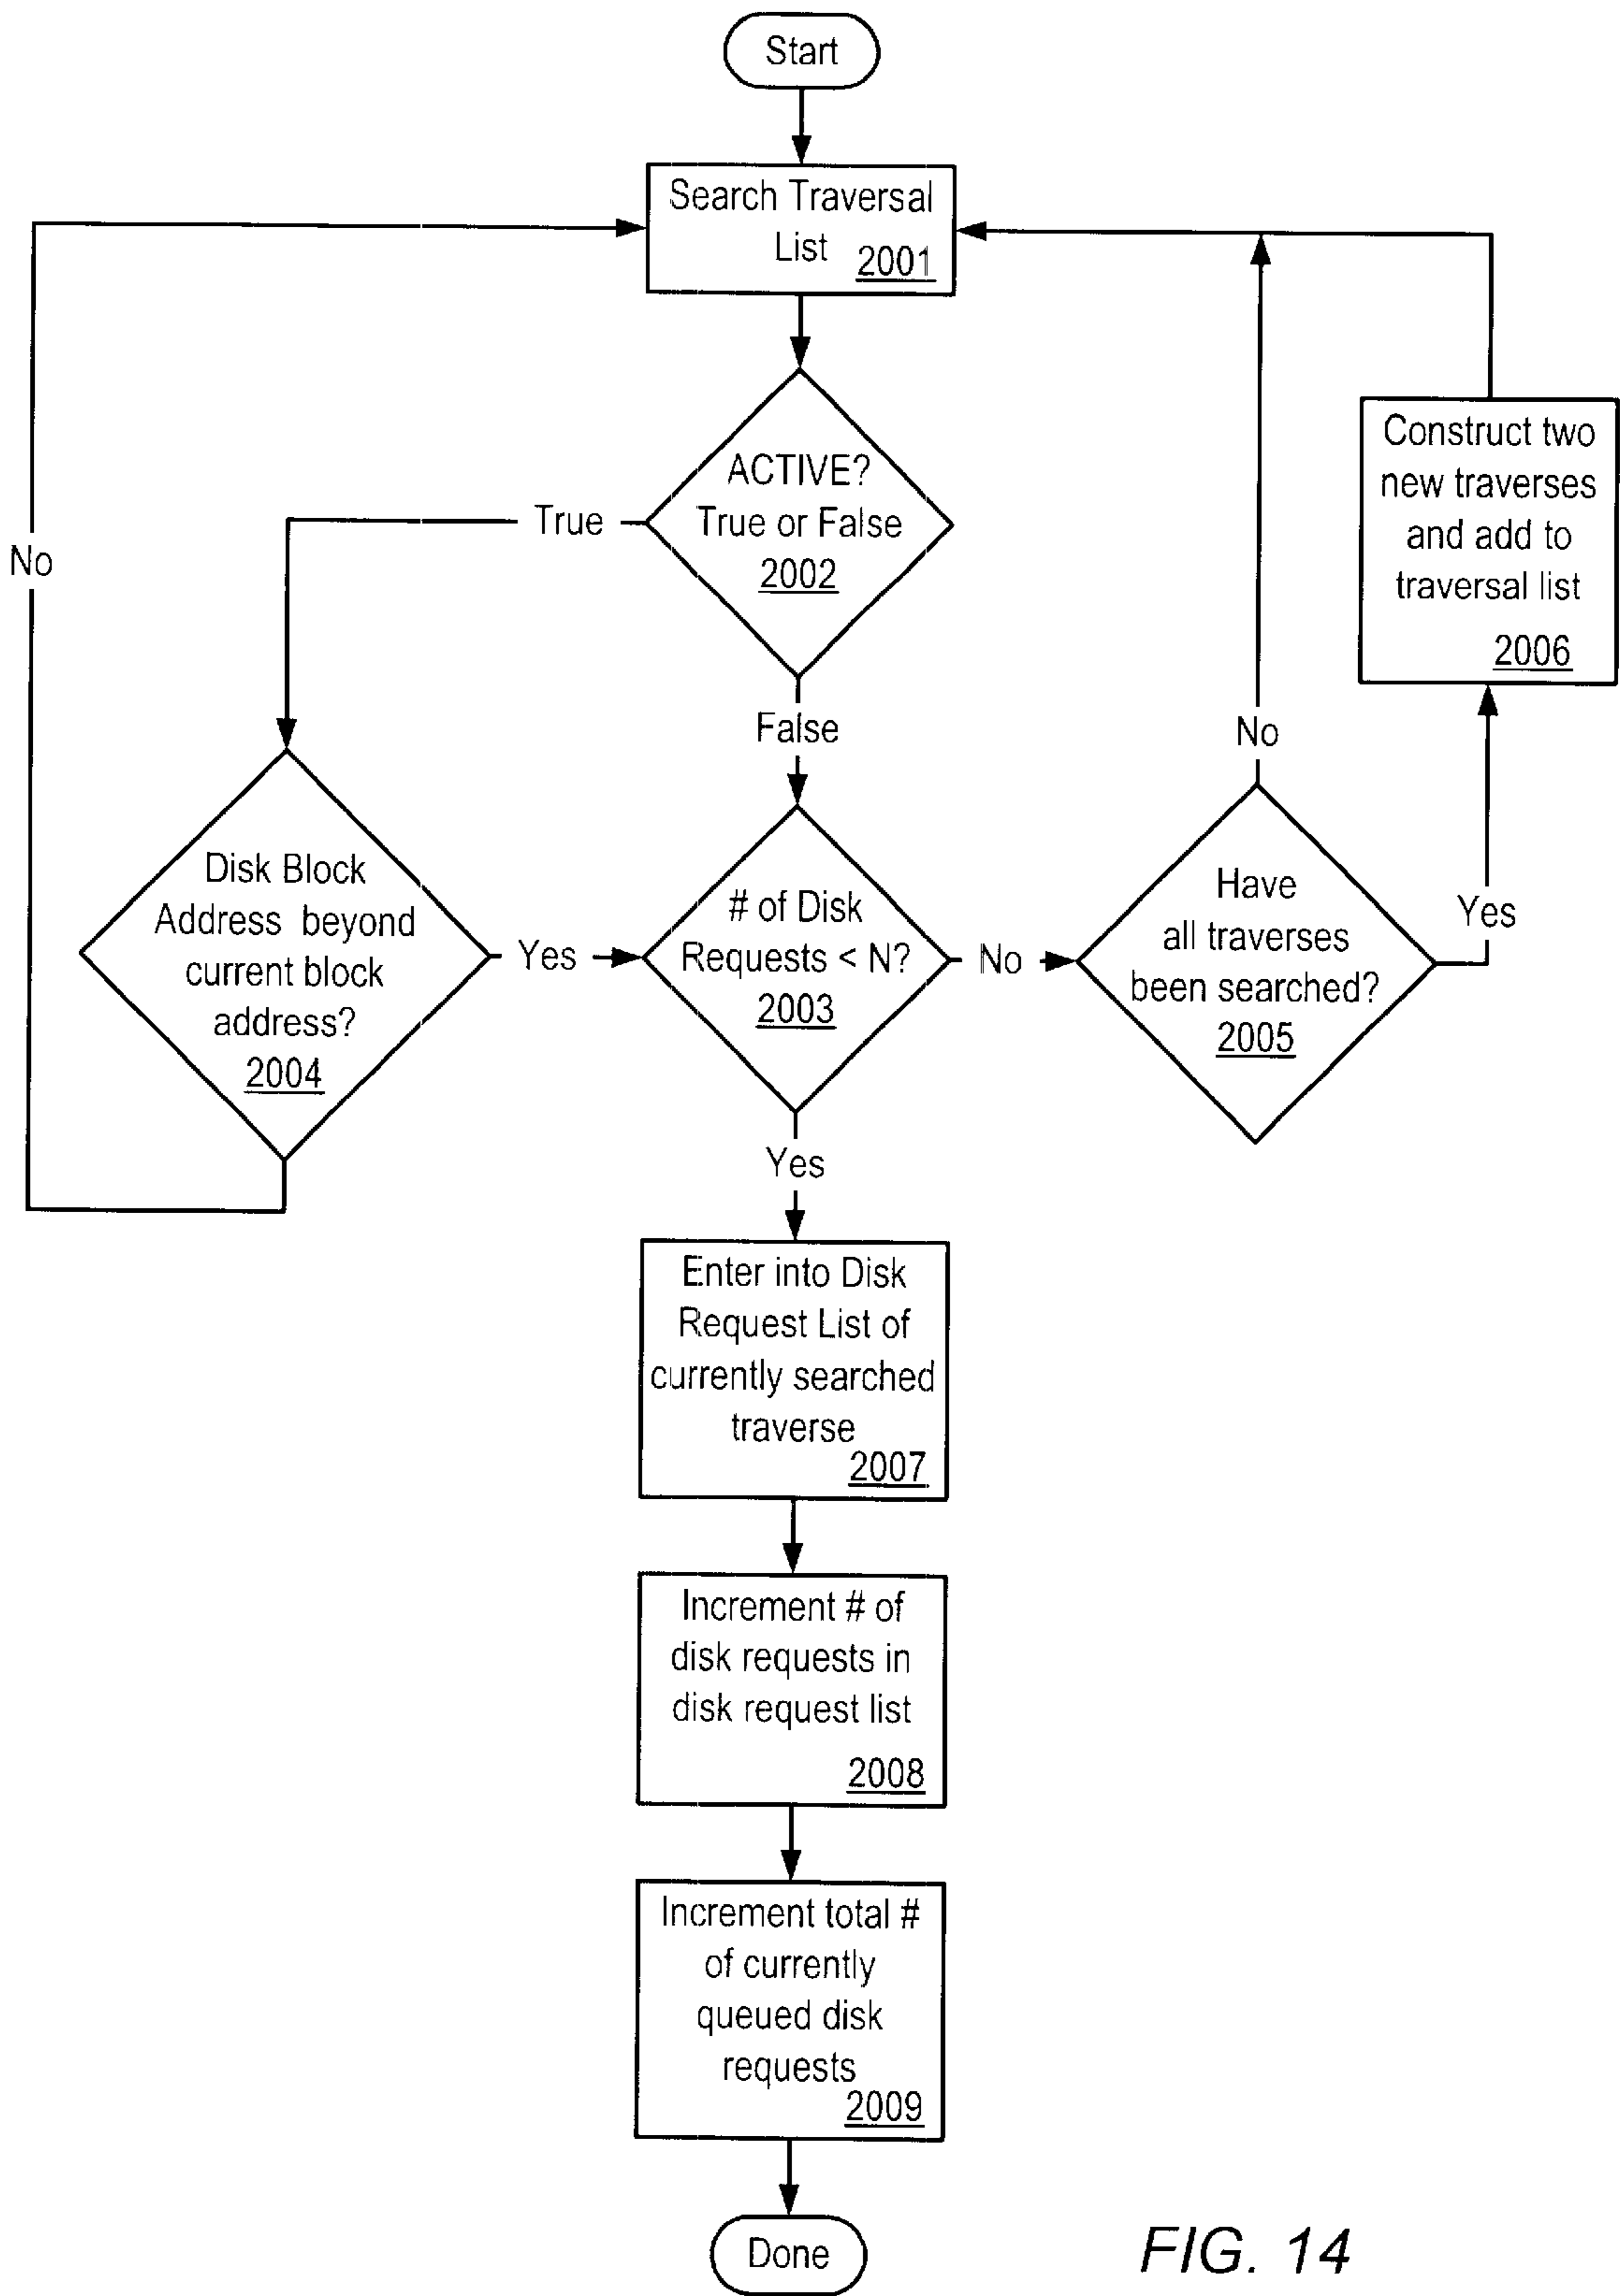 Start
Search Traversal
List 2001
ACTIVE?
True or False
2002
True
No
False
Construct two
new traverses
and add to
traversal list
2006
No
Yes
Disk Block
Address beyond
current block
address?
2004
Yes
# of Disk
Requests < N?
2003
No
Have
all traverses
been searched?
2005
Yes
Enter into Disk
Request List of
currently searched
traverse
2007
Increment # of
disk requests in
disk request list
2008
Increment total #
of currently
queued disk
requests
2009
Done
FIG. 14